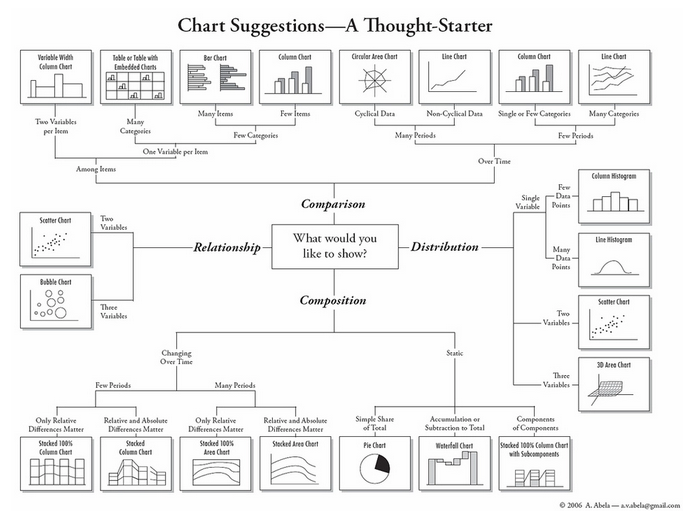 Chart Suggestions—A Thought-Starter
Variable Width
Column Chart
Table or Table with
Embedded Charts
Bar Chart
Column Chart
Circular Area Chart
Line Chart
Column Chart
Line Chart
Two Variables
per Item
Many
Categories
Many Items
Few Items
Cyclical Data
Non-Cyclical Data
Single or Few Categories
Many Categories
Few Categories
Many Periods
Few Periods
One Variable per Item
Among Items
Over Time
Comparison
What would you
like to show?
Relationship
Two
Variables
Scatter Chart
Three
Variables
Bubble Chart
Distribution
Single
Variable
Few
Data
Points
Column Histogram
Many
Data
Points
Line Histogram
Two
Variables
Scatter Chart
Three
Variables
3D Area Chart
Composition
Changing
Over Time
Static
Few Periods
Many Periods
Only Relative
Differences Matter
Relative and Absolute
Differences Matter
Only Relative
Differences Matter
Relative and Absolute
Differences Matter
Simple Share
of Total
Accumulation or
Subtraction to Total
Components
of Components
Stacked 100%
Column Chart
Stacked
Column Chart
Stacked 100%
Area Chart
Stacked Area Chart
Pie Chart
Waterfall Chart
Stacked 100% Column Chart
with Subcomponents
© 2006 A. Abela — a.v.abela@gmail.com